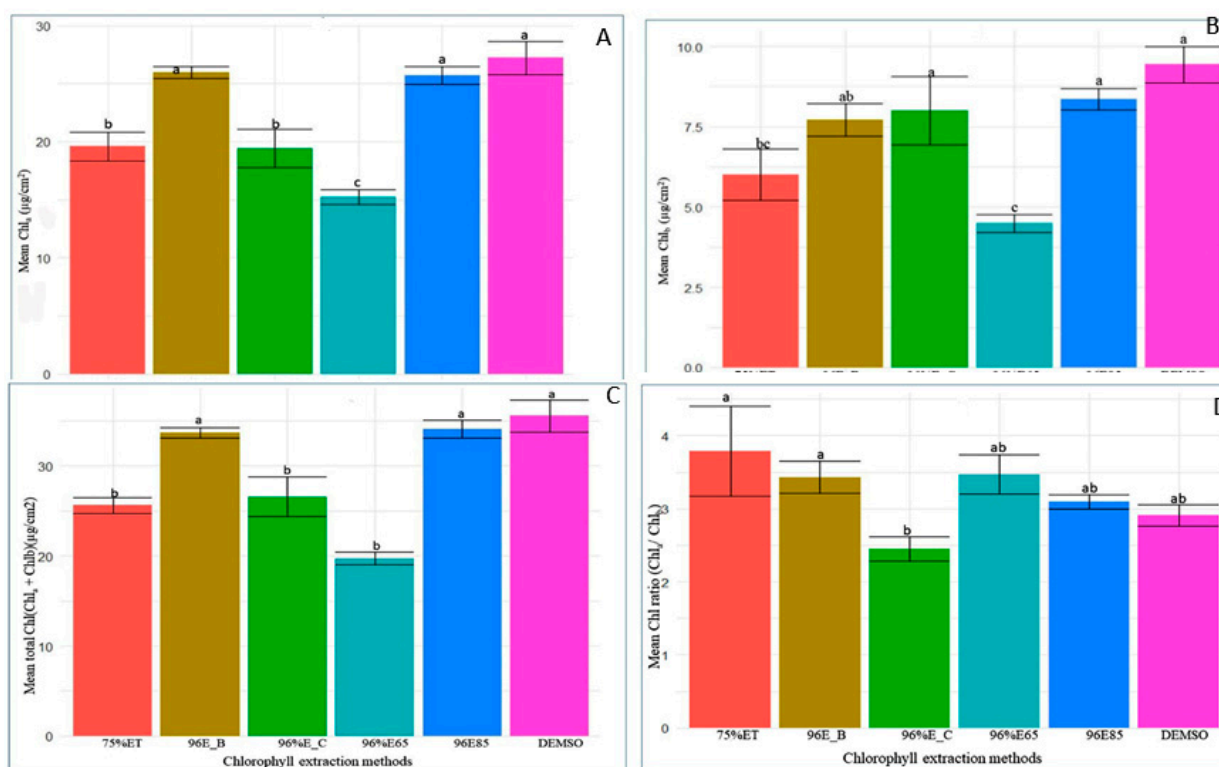 A
30
20
10
0
Mean Chlₐ (µg/cm²)
b
a
b
c
a
a
B
10.0
7.5
5.0
2.5
0.0
Mean Chl_b (µg/cm²)
bc
ab
a
c
a
a
DEMSO
C
30
20
10
0
Mean total Chl(Chlₐ + Chlb)(µg/cm2)
b
a
b
b
a
a
75%ET 96E_B 96%E_C 96%E65 96E85 DEMSO
Chlorophyll extraction methods
4
3
2
1
0
Mean Chl ratio (Chlₐ/ Chl_b)
a
a
b
ab
ab
ab
75%ET 96E_B 96%E_C 96%E65 96E85 DEMSO
Chlorophyll extraction methods